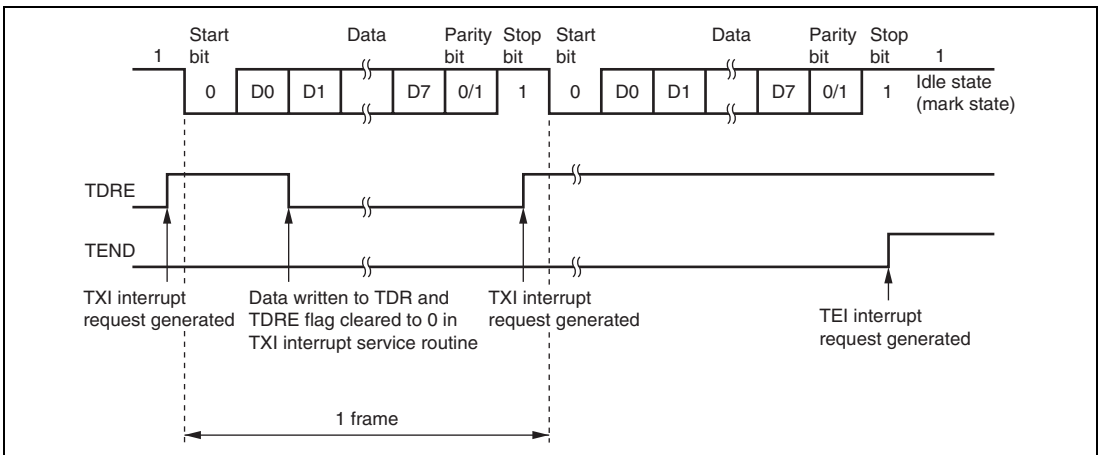 Start bit
Data
Parity bit
Stop bit
Start bit
Data
Parity bit
Stop bit
1
1
Idle state
(mark state)
0 D0 D1 D7 0/1 1 0 D0 D1 D7 0/1 1
TDRE
TEND
TXI interrupt
request generated
Data written to TDR and
TDRE flag cleared to 0 in
TXI interrupt service routine
TXI interrupt
request generated
TEI interrupt
request generated
1 frame